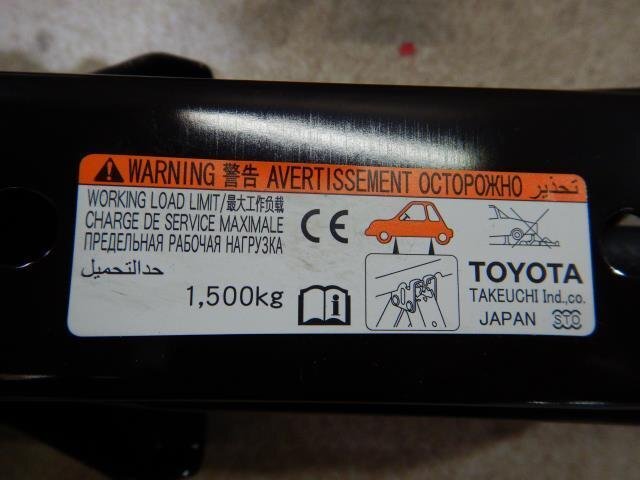 WARNING 警告 AVERTISSEMENT ОСТОРОЖНО تحذير
WORKING LOAD LIMIT/最大工作负载
CHARGE DE SERVICE MAXIMALE
ПРЕДЕЛЬНАЯ РАБОЧАЯ НАГРУЗКА
حدالتحميل
1,500kg
CE
TOYOTA
TAKEUCHI Ind.,co.
JAPAN STO